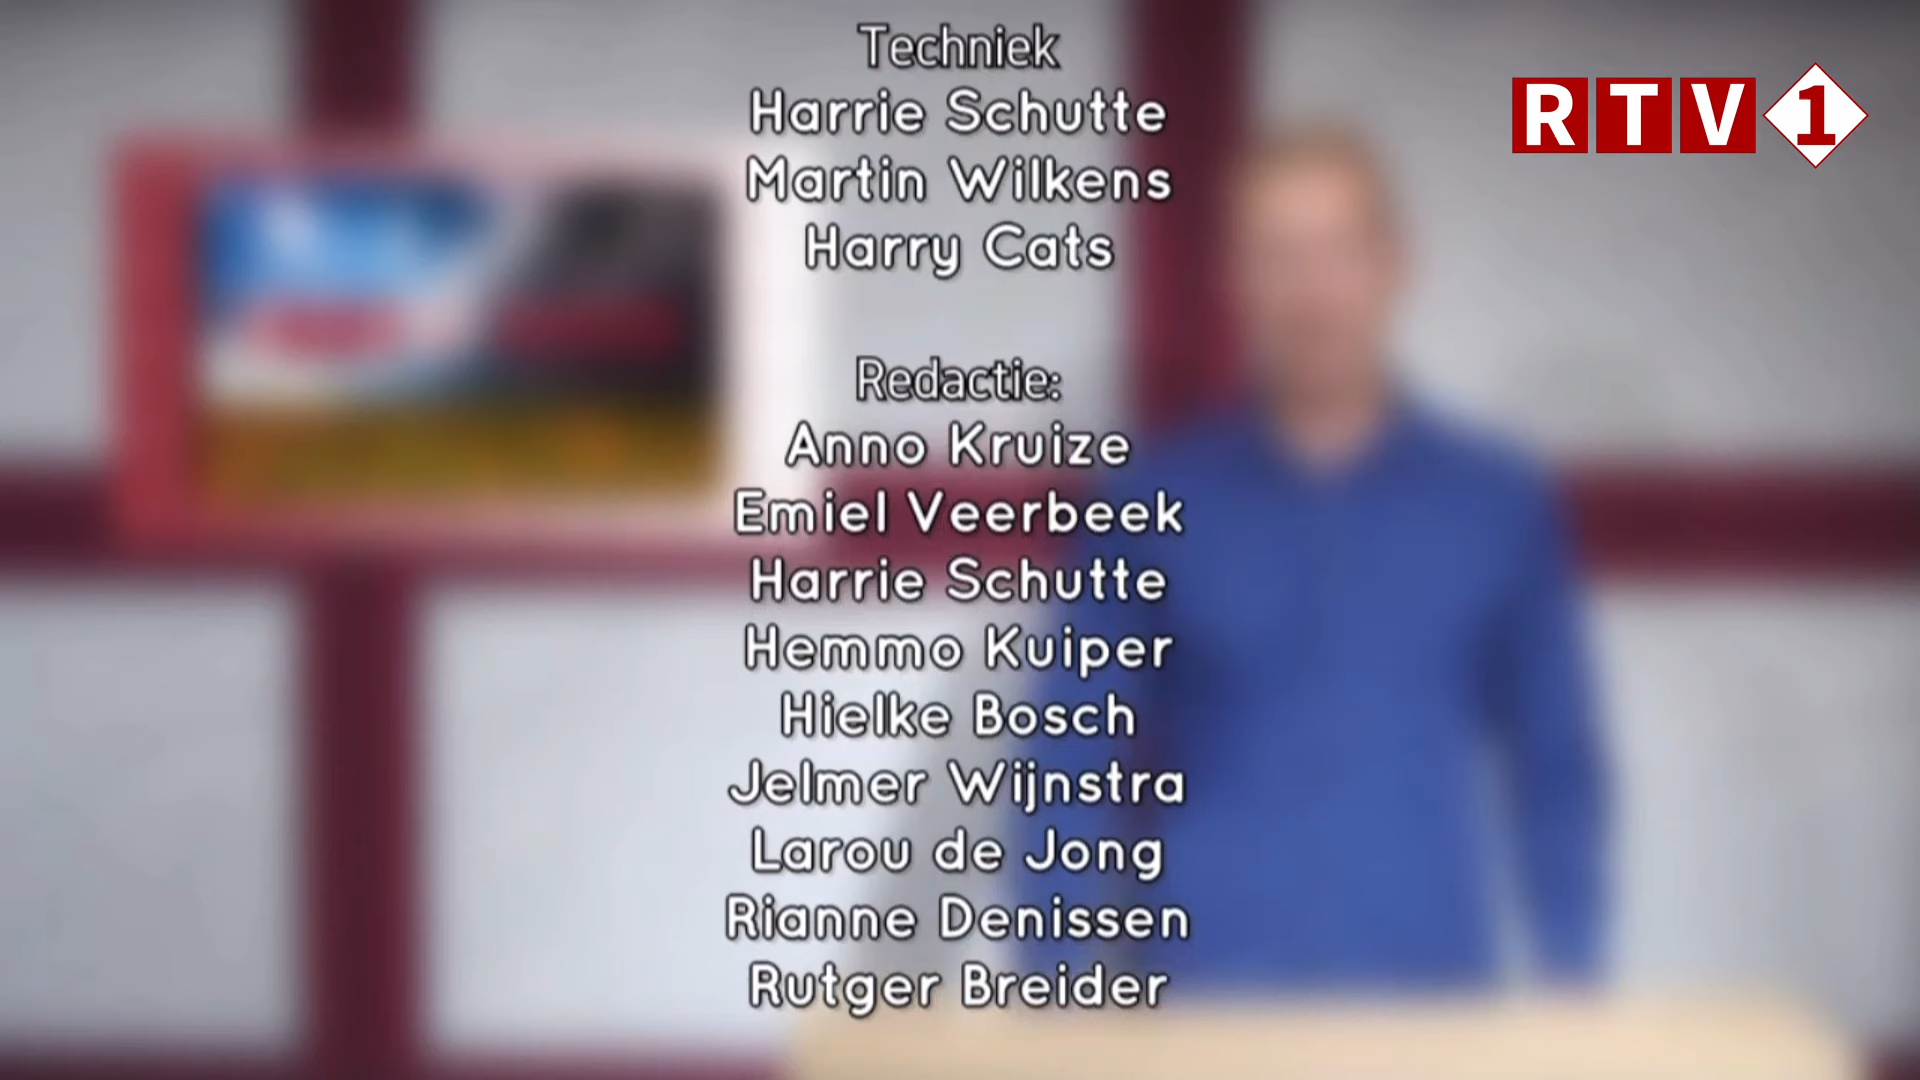 Techniek
Harrie Schutte
Martin Wilkens
Harry Cats
Redactie:
Anno Kruize
Emiel Veerbeek
Harrie Schutte
Hemmo Kuiper
Hielke Bosch
Jelmer Wijnstra
Larou de Jong
Rianne Denissen
Rutger Breider
RTV 1